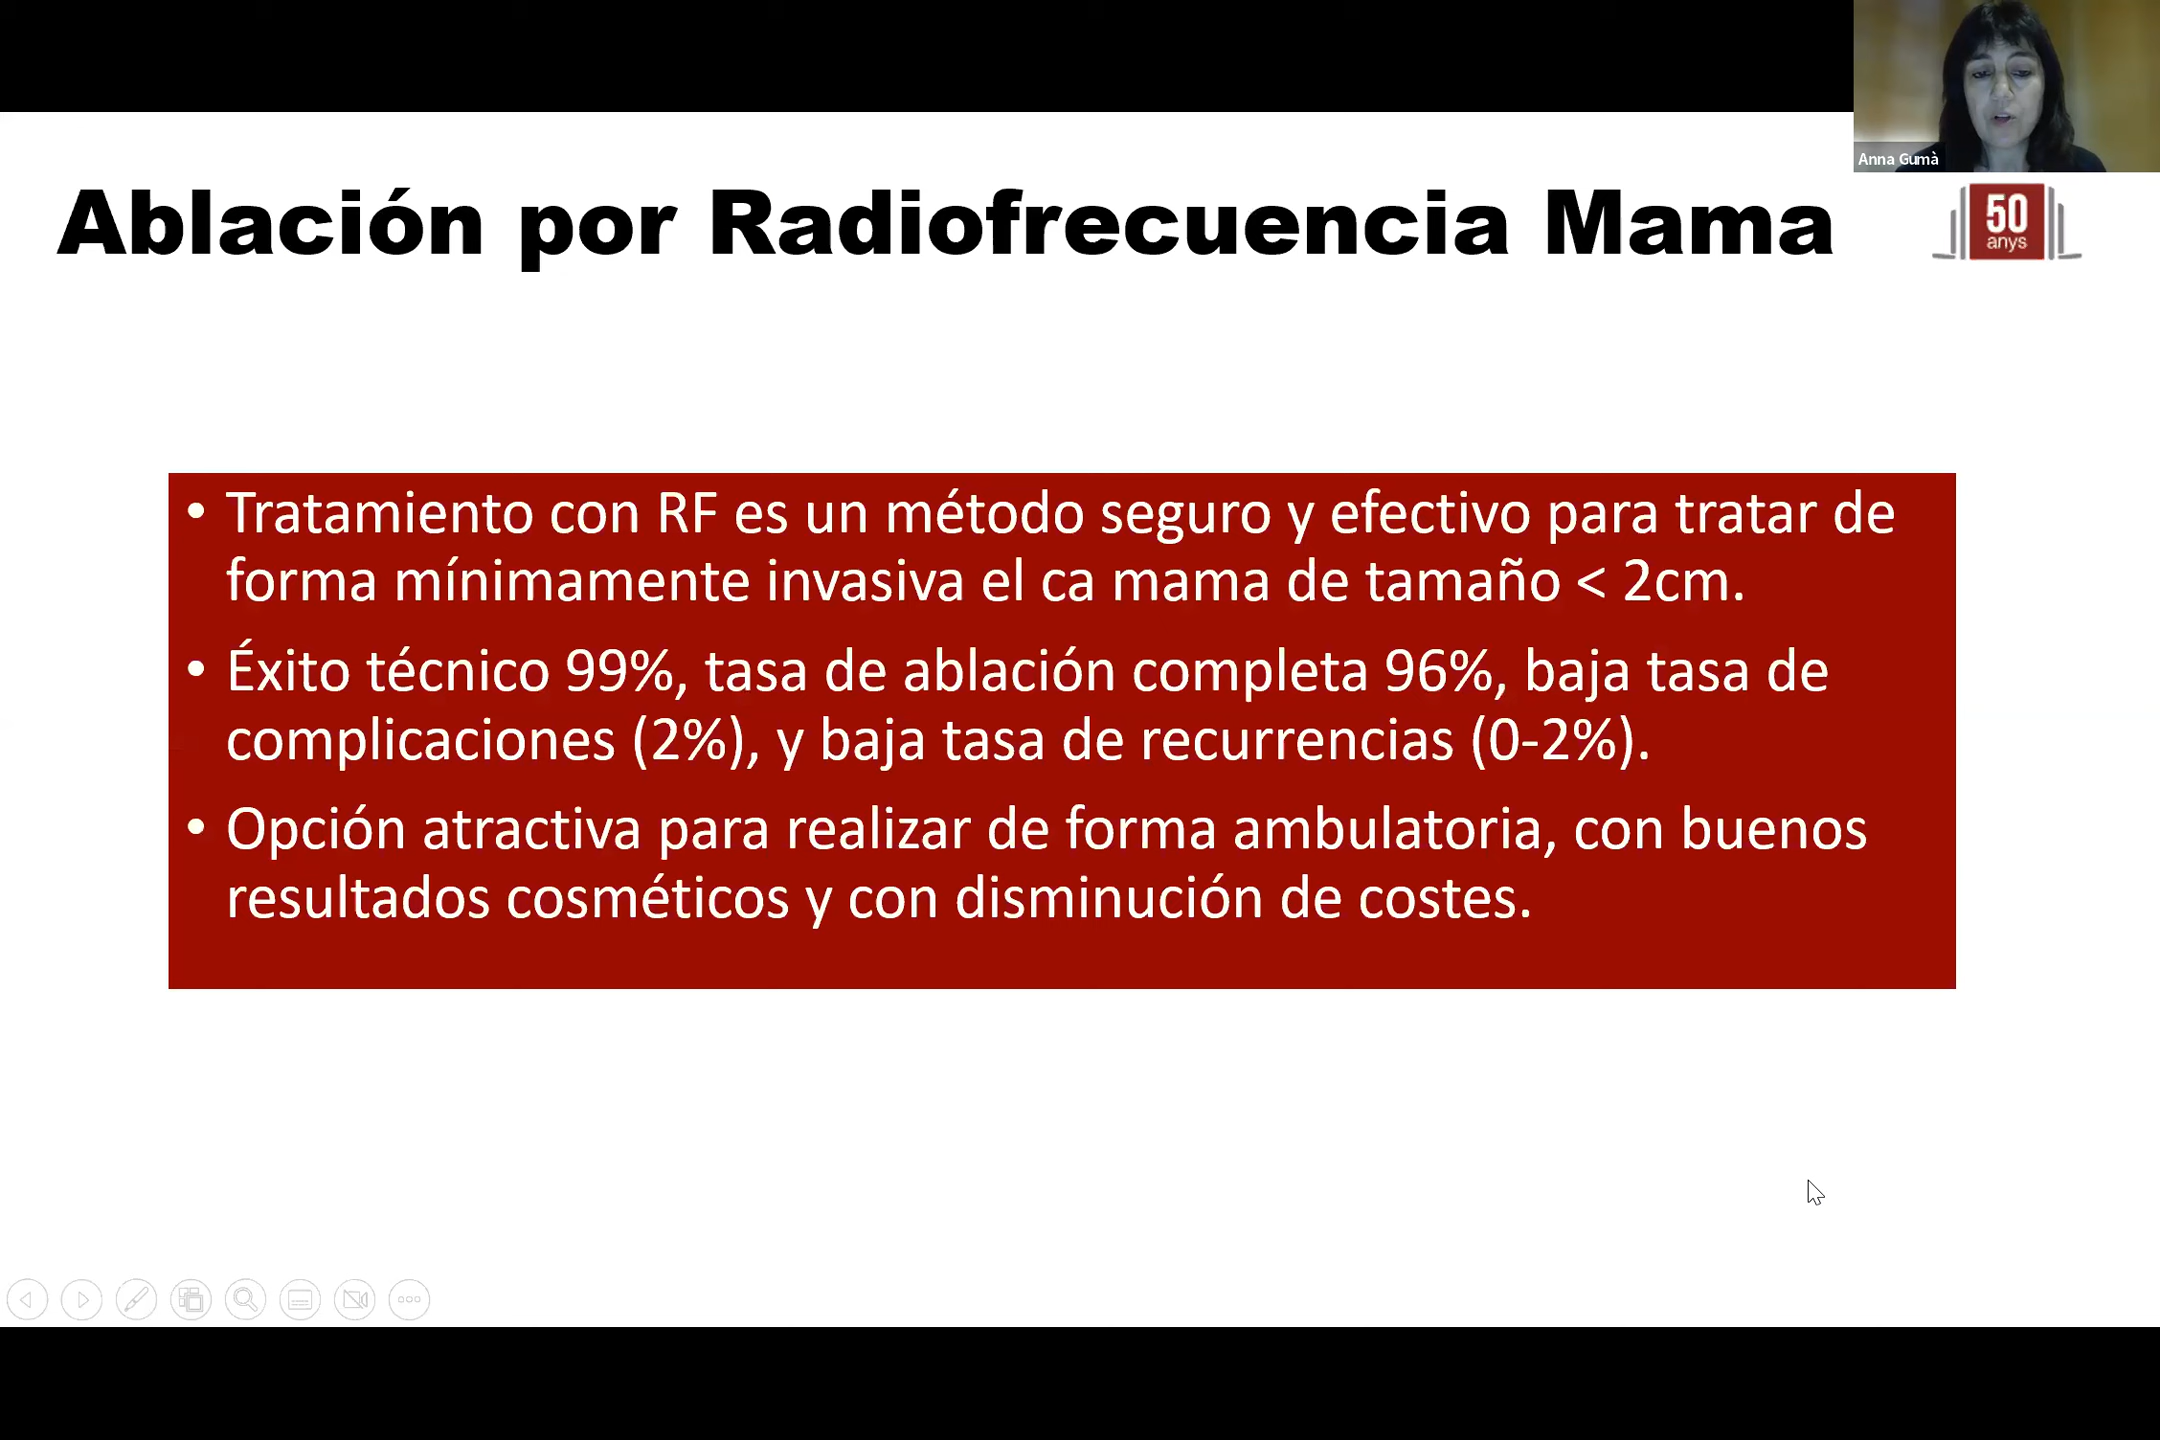 Anna Gumà
Ablación por Radiofrecuencia Mama
50
anys
• Tratamiento con RF es un método seguro y efectivo para tratar de
forma mínimamente invasiva el ca mama de tamaño < 2cm.
• Éxito técnico 99%, tasa de ablación completa 96%, baja tasa de
complicaciones (2%), y baja tasa de recurrencias (0-2%).
• Opción atractiva para realizar de forma ambulatoria, con buenos
resultados cosméticos y con disminución de costes.